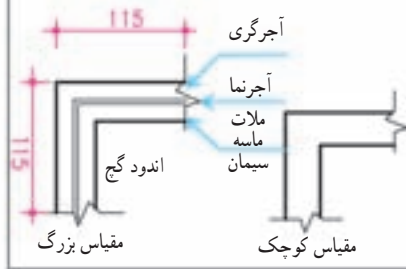 115
آجرگری
آجرنما
ملات
ماسه
سیمان
115
اندود گچ
مقیاس بزرگ
مقیاس کوچک